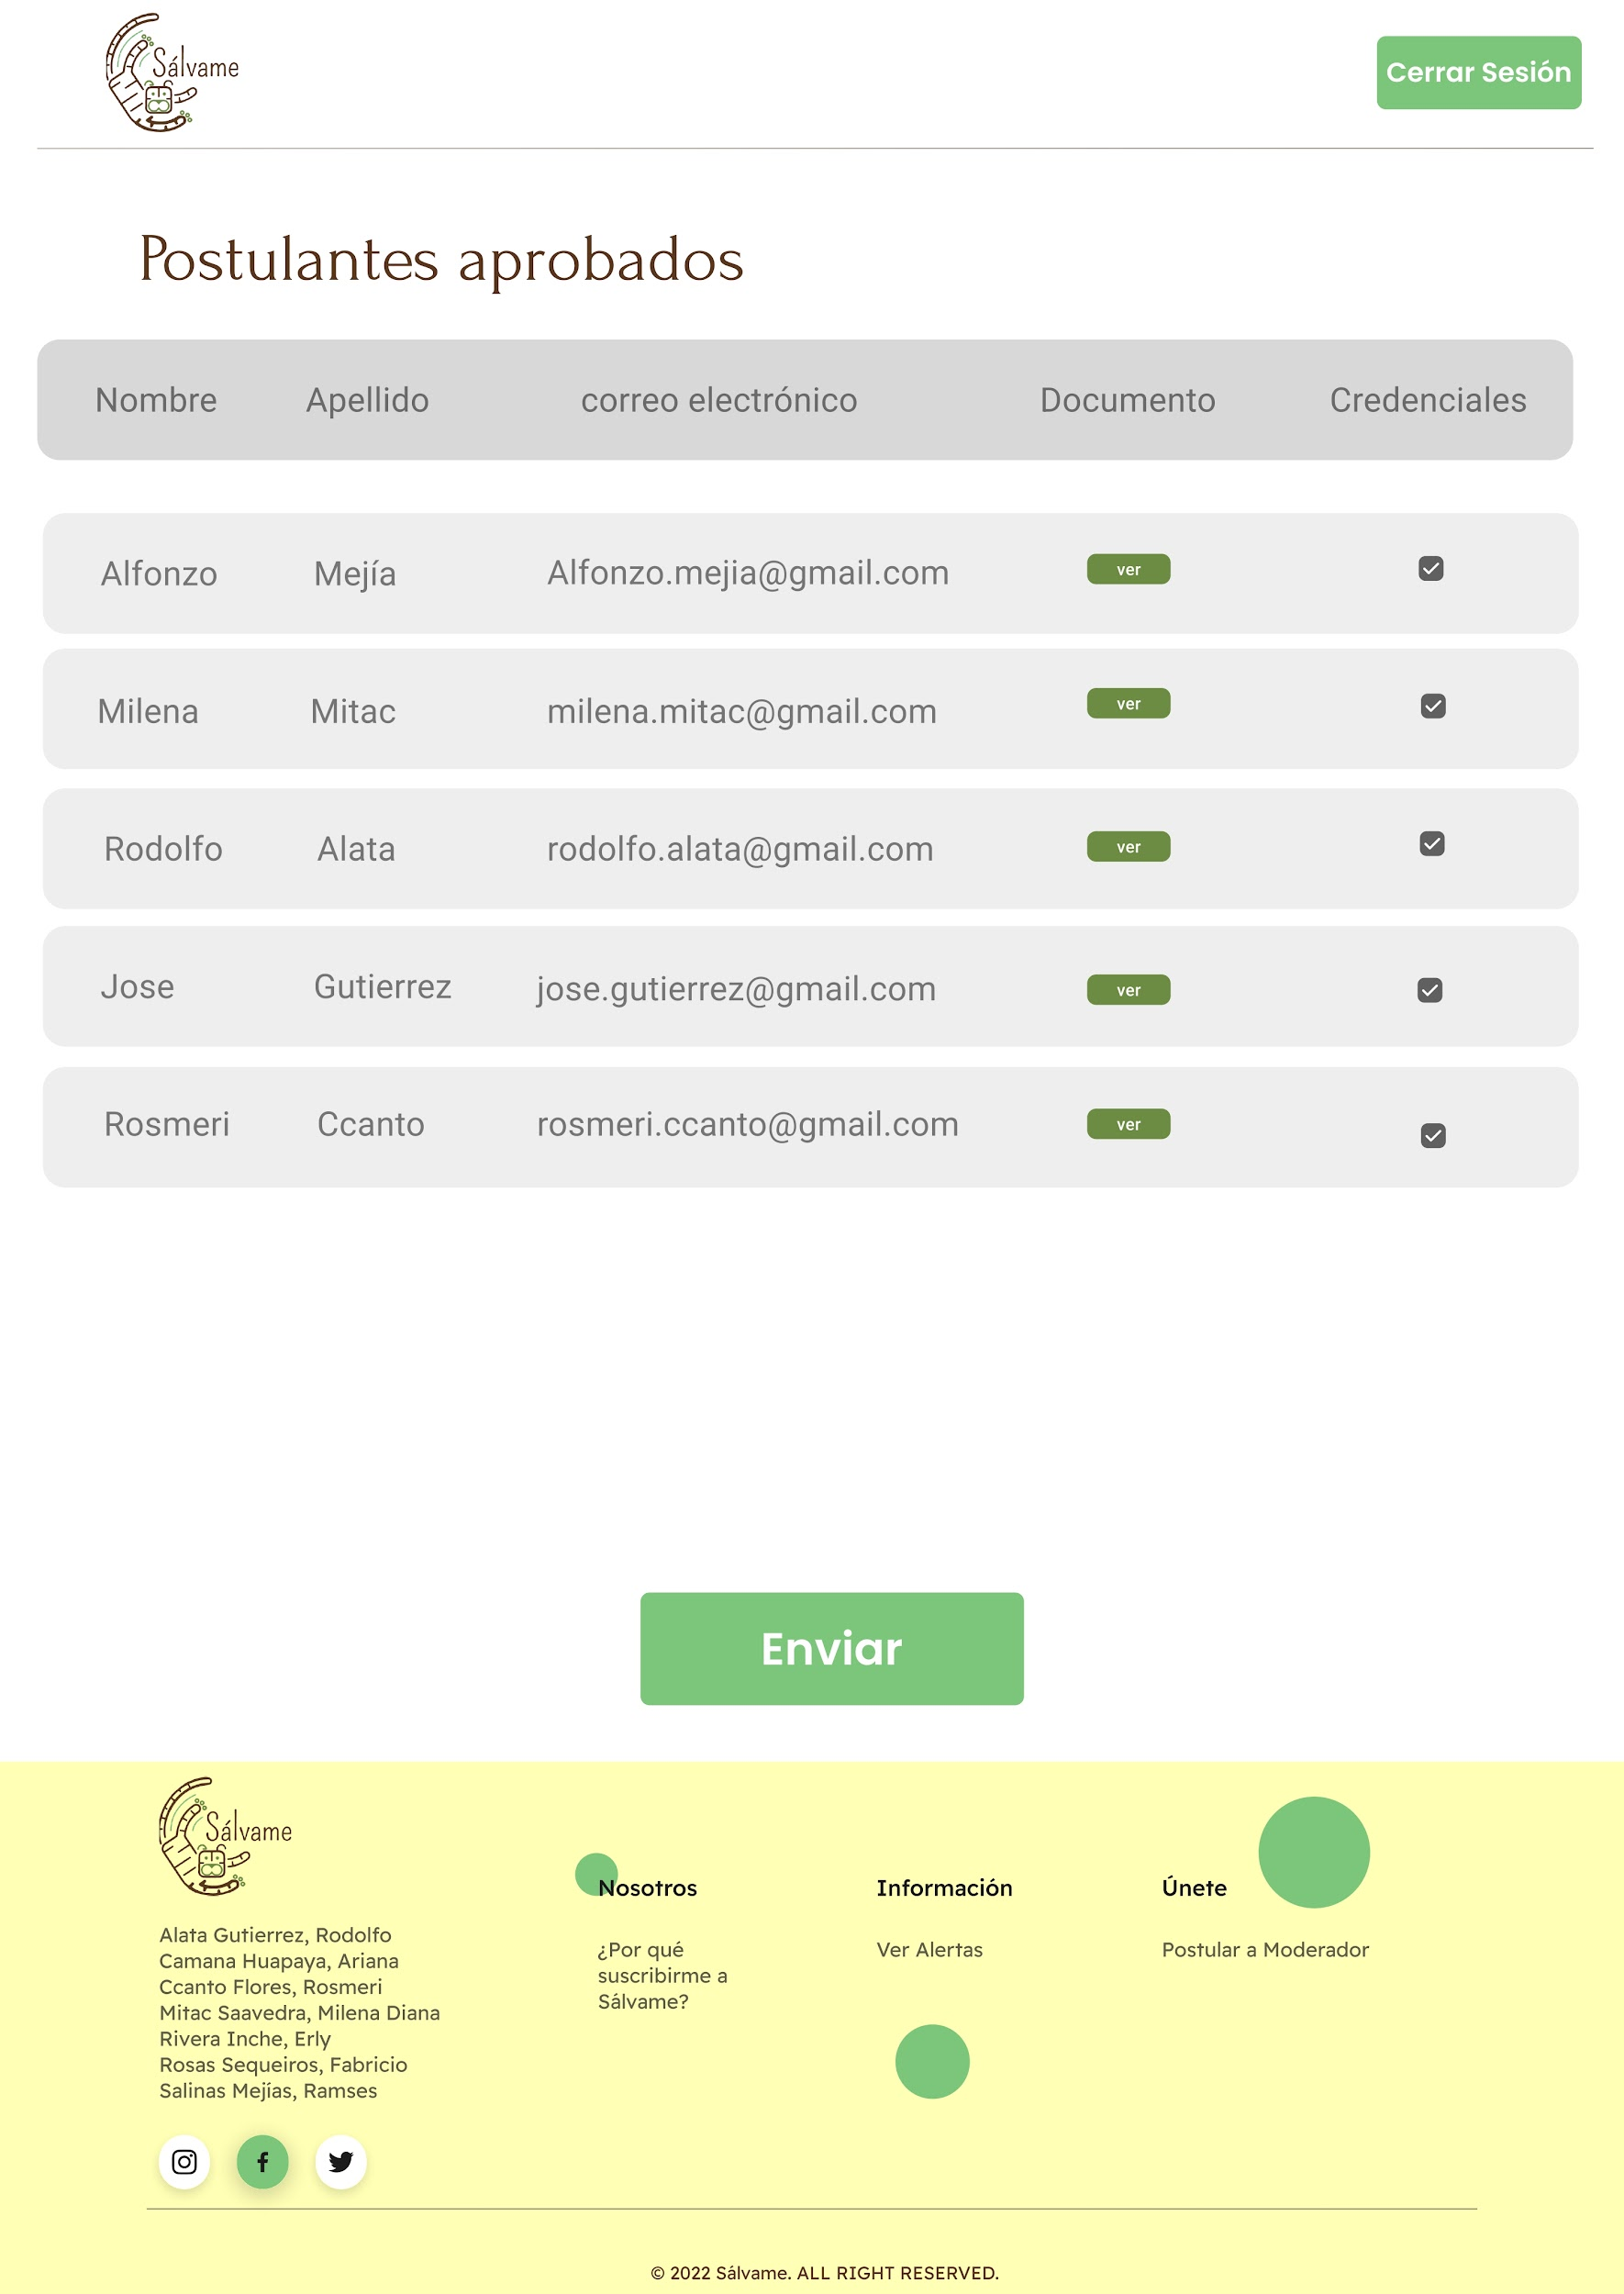 Sálvame
Cerrar Sesión
Postulantes aprobados
Nombre Apellido correo electrónico Documento Credenciales
Alfonzo Mejía Alfonzo.mejia@gmail.com ver
Milena Mitac milena.mitac@gmail.com ver
Rodolfo Alata rodolfo.alata@gmail.com ver
Jose Gutierrez jose.gutierrez@gmail.com ver
Rosmeri Ccanto rosmeri.ccanto@gmail.com ver
Enviar
Sálvame
Alata Gutierrez, Rodolfo
Camana Huapaya, Ariana
Ccanto Flores, Rosmeri
Mitac Saavedra, Milena Diana
Rivera Inche, Erly
Rosas Sequeiros, Fabricio
Salinas Mejías, Ramses
Nosotros
¿Por qué
suscribirme a
Sálvame?
Información
Ver Alertas
Únete
Postular a Moderador
© 2022 Sálvame. ALL RIGHT RESERVED.